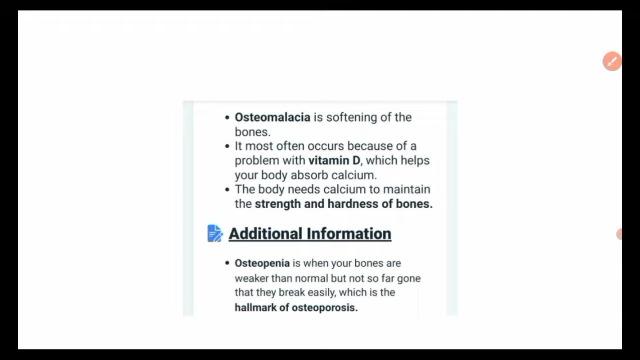 Osteomalacia is softening of the
bones.
It most often occurs because of a
problem with vitamin D, which helps
your body absorb calcium.
The body needs calcium to maintain
the strength and hardness of bones.
Additional Information
Osteopenia is when your bones are
weaker than normal but not so far gone
that they break easily, which is the
hallmark of osteoporosis.